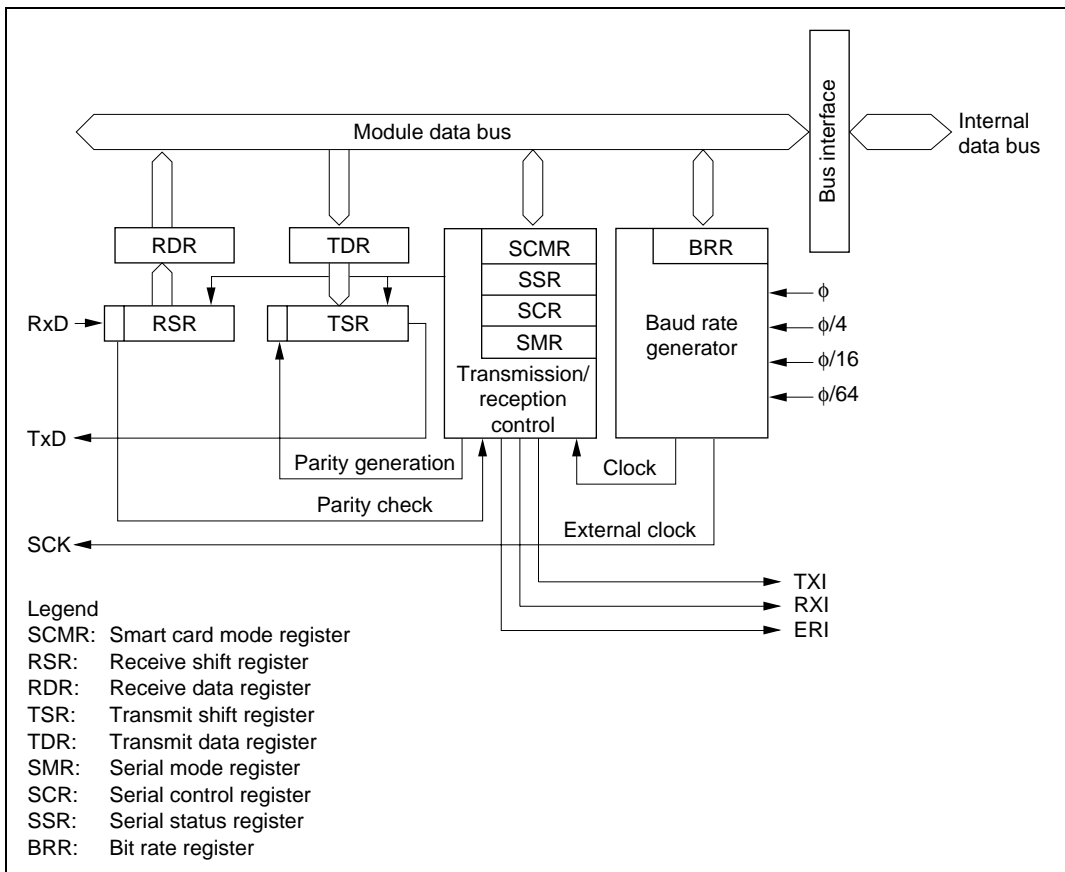 Module data bus
Bus interface
Internal
data bus
RDR
TDR
SCMR
SSR
SCR
SMR
Transmission/
reception
control
BRR
Baud rate
generator
ϕ
ϕ/4
ϕ/16
ϕ/64
RxD
RSR
TSR
TxD
Parity generation
Parity check
Clock
External clock
SCK
TXI
RXI
ERI
Legend
SCMR: Smart card mode register
RSR: Receive shift register
RDR: Receive data register
TSR: Transmit shift register
TDR: Transmit data register
SMR: Serial mode register
SCR: Serial control register
SSR: Serial status register
BRR: Bit rate register